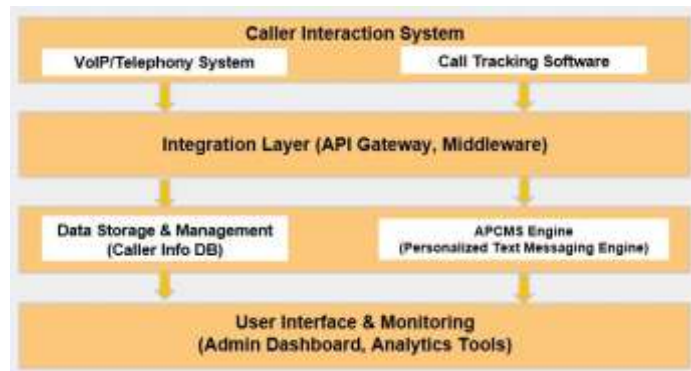 Caller Interaction System
VoIP/Telephony System
Call Tracking Software
Integration Layer (API Gateway, Middleware)
Data Storage & Management
(Caller Info DB)
APCMS Engine
(Personalized Text Messaging Engine)
User Interface & Monitoring
(Admin Dashboard, Analytics Tools)